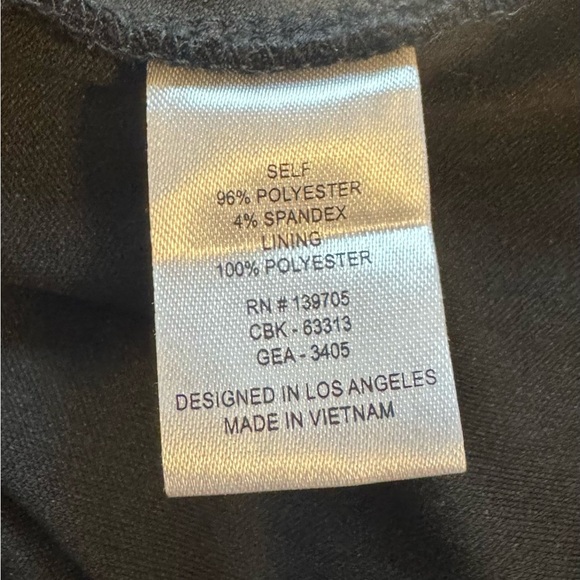 SELF
96% POLYESTER
4% SPANDEX
LINING
100% POLYESTER
RN # 139705
CBK - 63313
GEA - 3405
DESIGNED IN LOS ANGELES
MADE IN VIETNAM